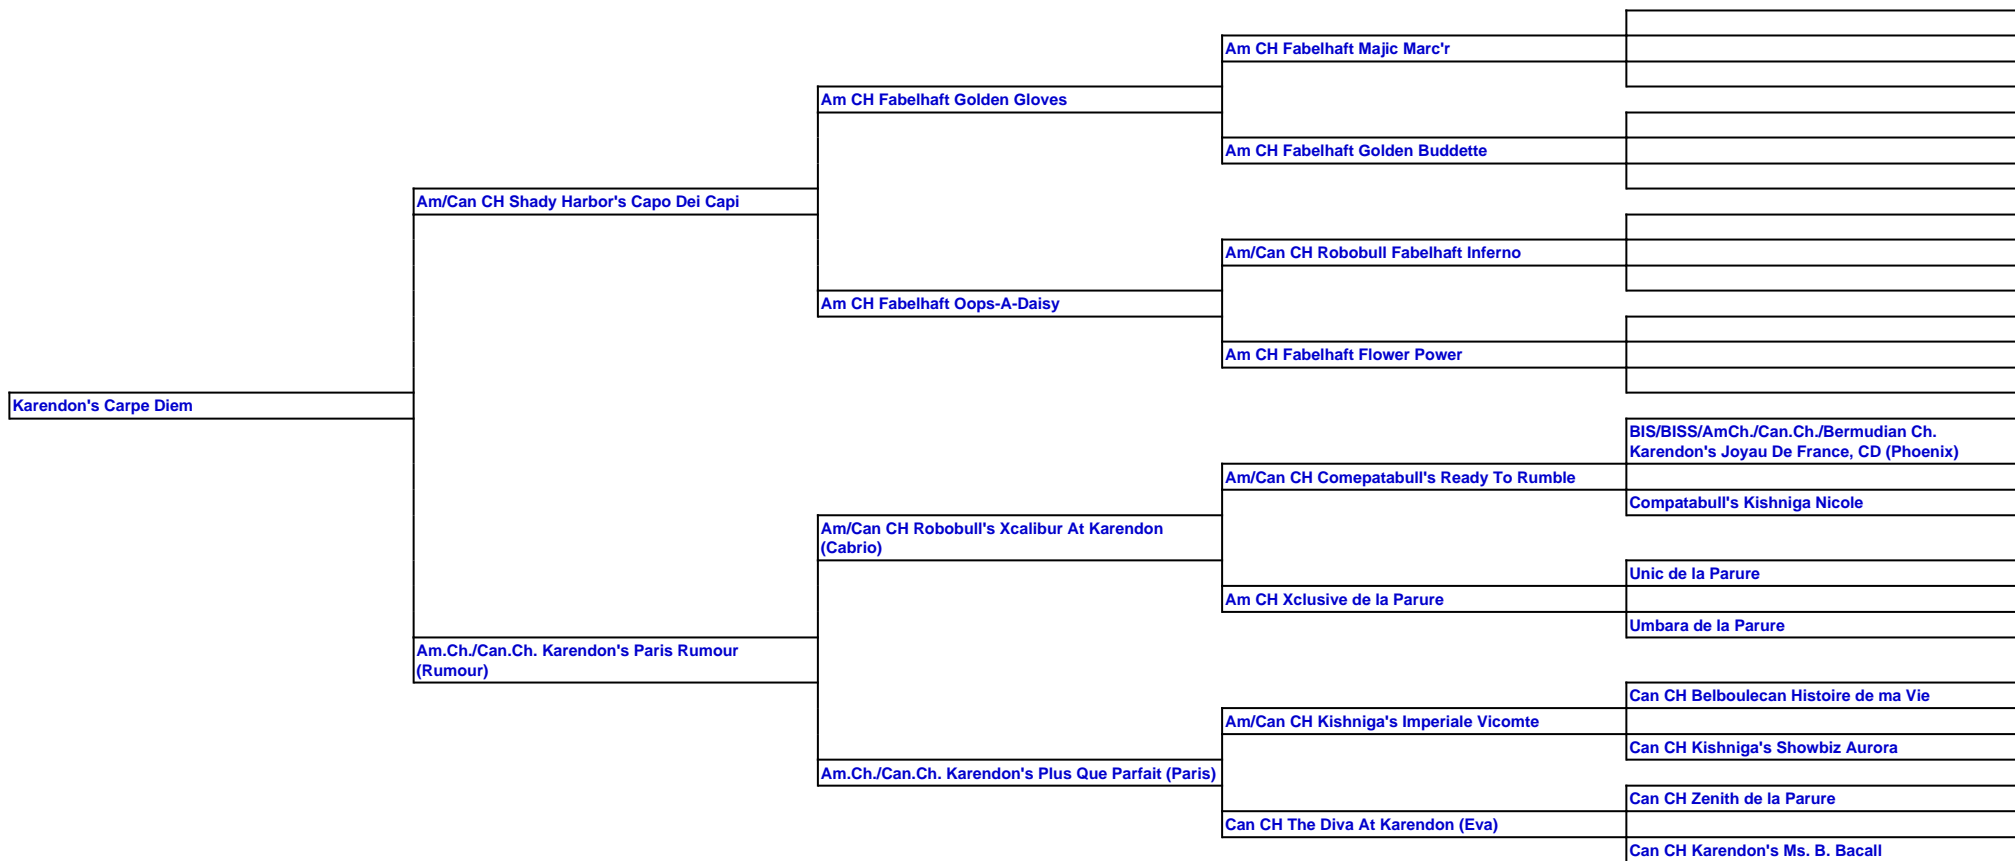 Am CH Fabelhaft Majic Marc'r
Am CH Fabelhaft Golden Gloves
Am CH Fabelhaft Golden Buddette
Am/Can CH Shady Harbor's Capo Dei Capi
Am/Can CH Robobull Fabelhaft Inferno
Am CH Fabelhaft Oops-A-Daisy
Am CH Fabelhaft Flower Power
Karendon's Carpe Diem
BIS/BISS/AmCh./Can.Ch./Bermudian Ch.
Karendon's Joyau De France, CD (Phoenix)
Am/Can CH Comepatabull's Ready To Rumble
Compatabull's Kishniga Nicole
Am/Can CH Robobull's Xcalibur At Karendon
(Cabrio)
Unic de la Parure
Am CH Xclusive de la Parure
Umbara de la Parure
Am.Ch./Can.Ch. Karendon's Paris Rumour
(Rumour)
Can CH Belboulecan Histoire de ma Vie
Am/Can CH Kishniga's Imperiale Vicomte
Can CH Kishniga's Showbiz Aurora
Am.Ch./Can.Ch. Karendon's Plus Que Parfait (Paris)
Can CH Zenith de la Parure
Can CH The Diva At Karendon (Eva)
Can CH Karendon's Ms. B. Bacall